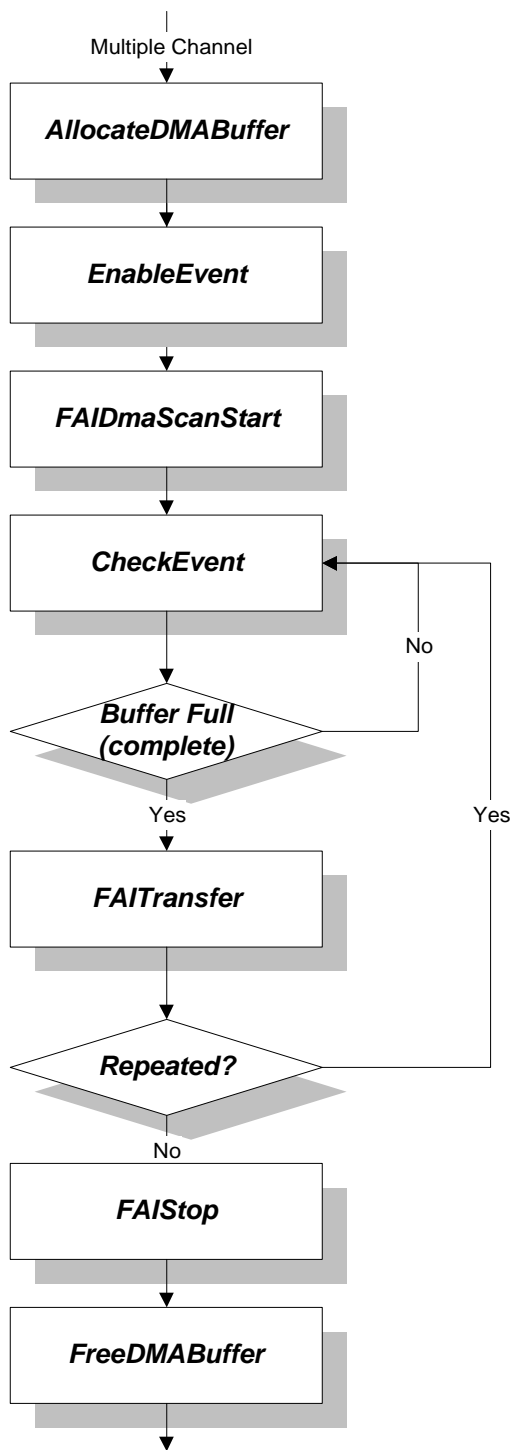 Multiple Channel
AllocateDMABuffer
EnableEvent
FAIDmaScanStart
CheckEvent
No
Buffer Full
(complete)
Yes
Yes
FAITransfer
Repeated?
No
FAIStop
FreeDMABuffer